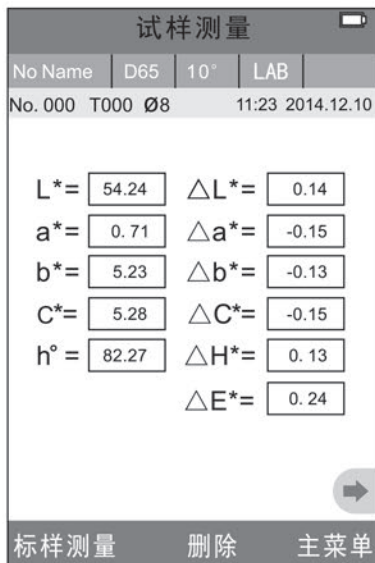 试样测量
No Name D65 10° LAB
No. 000 T000 Ø8 11:23 2014.12.10
L*= 54.24 △L*= 0.14
a*= 0. 71 △a*= -0.15
b*= 5.23 △b*= -0.13
C*= 5.28 △C*= -0.15
h° = 82.27 △H*= 0. 13
△E*= 0. 24
标样测量 删除 主菜单